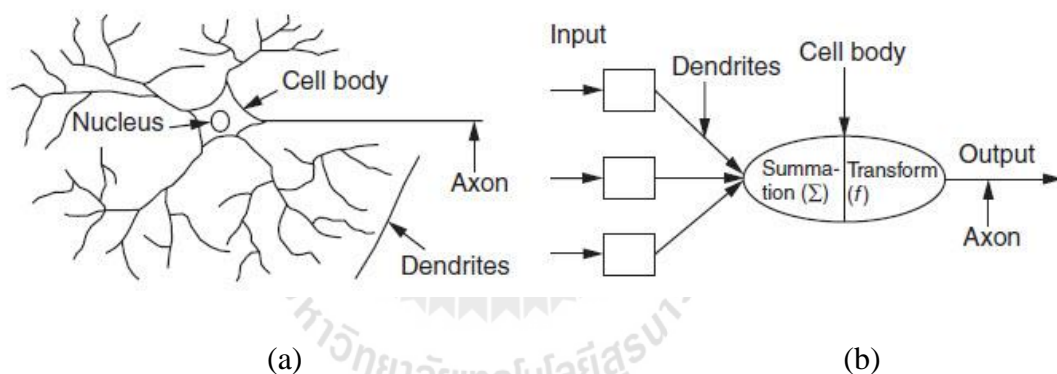 Cell body
Nucleus
Axon
Dendrites
Input
Dendrites
Cell body
Summa-
tion (Σ)
Transform
(f)
Output
Axon
(a)
(b)